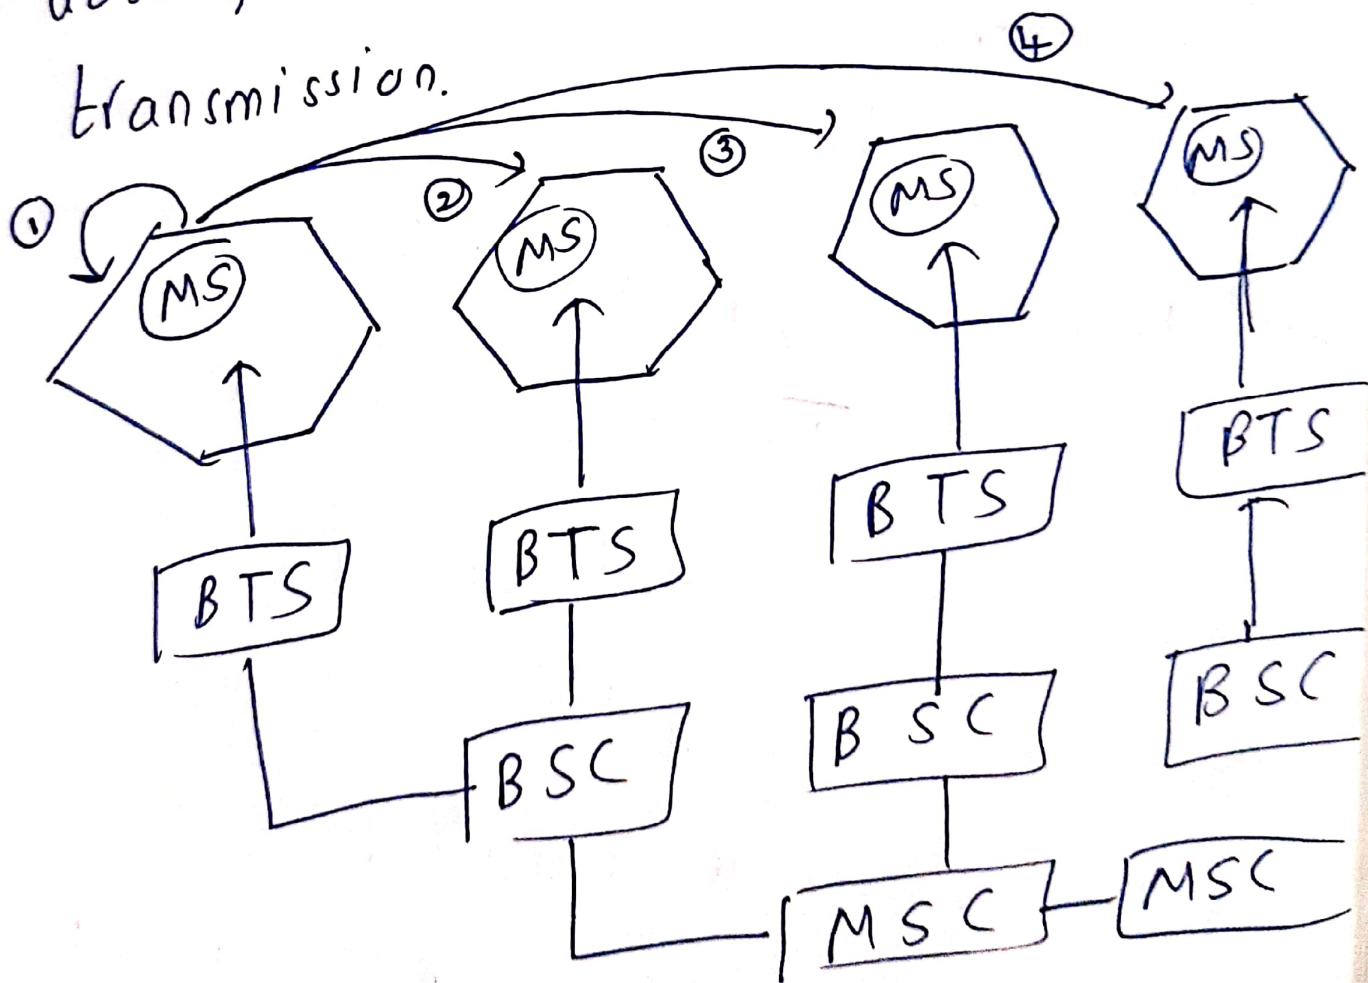 transmission.
④
① ② ③
MS MS MS MS
BTS BTS BTS BTS
BSC BSC BSC
MSC MSC